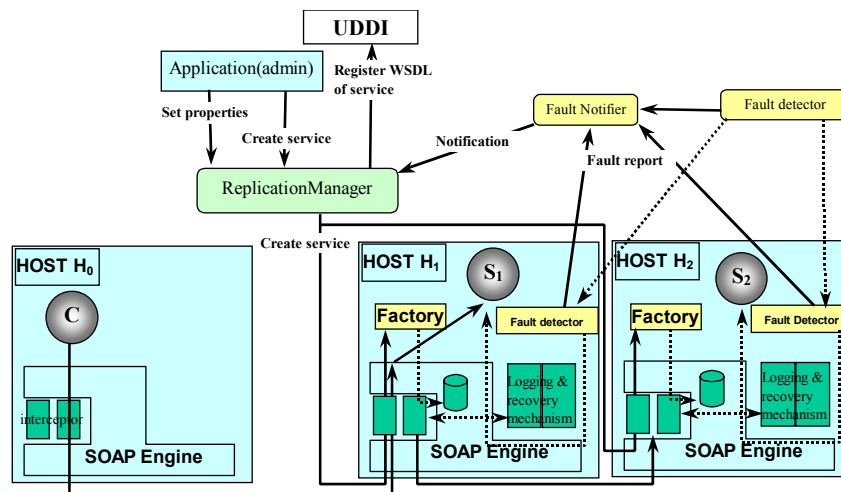 UDDI
Application(admin)
Register WSDL
of service
Set properties
Create service
Fault Notifier
Fault detector
Notification
Fault report
ReplicationManager
Create service
HOST H0
HOST H1
HOST H2
S1
S2
C
Factory
Fault detector
Factory
Fault Detector
interceptor
Logging &
recovery
mechanism
Logging &
recovery
mechanism
SOAP Engine
SOAP Engine
SOAP Engine